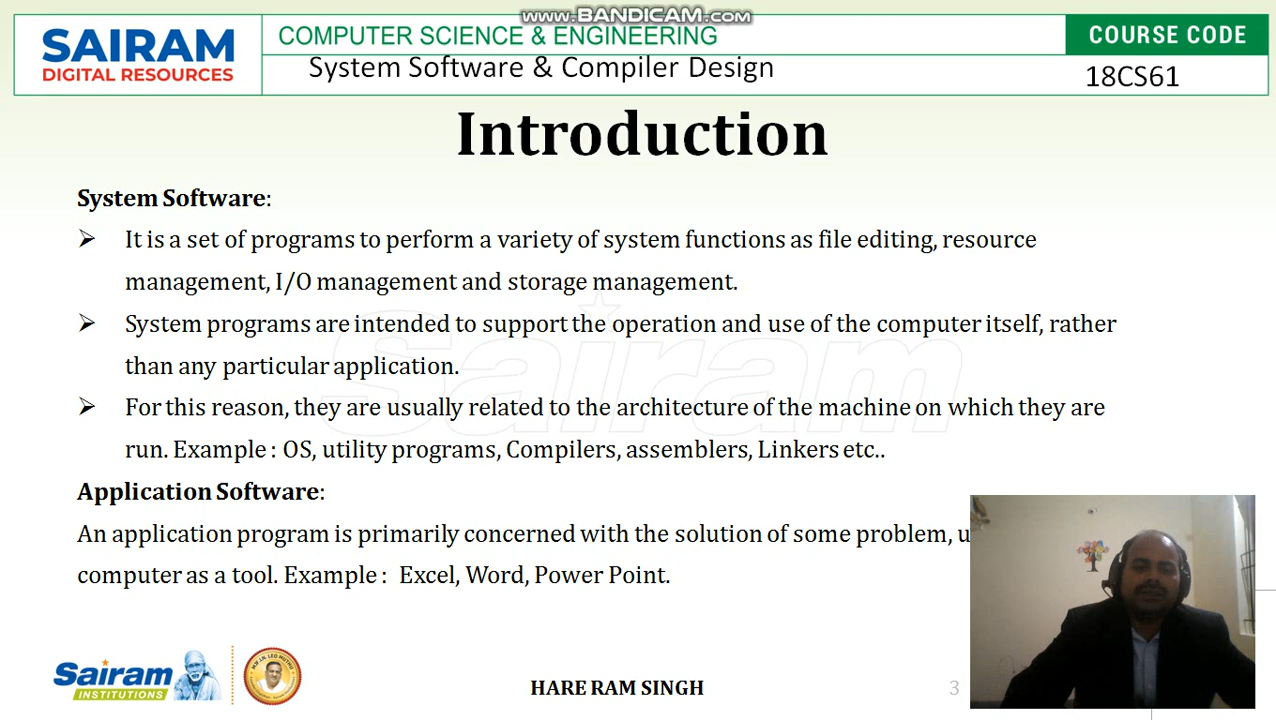 www.BANDICAM.com
SAIRAM
DIGITAL RESOURCES
COMPUTER SCIENCE & ENGINEERING
COURSE CODE
System Software & Compiler Design
18CS61
Introduction
System Software:
It is a set of programs to perform a variety of system functions as file editing, resource
management, I/O management and storage management.
System programs are intended to support the operation and use of the computer itself, rather
than any particular application.
For this reason, they are usually related to the architecture of the machine on which they are
run. Example : OS, utility programs, Compilers, assemblers, Linkers etc..
Sairam
Application Software:
An application program is primarily concerned with the solution of some problem, u
computer as a tool. Example : Excel, Word, Power Point.
Sairam
INSTITUTIONS
HARE RAM SINGH
3